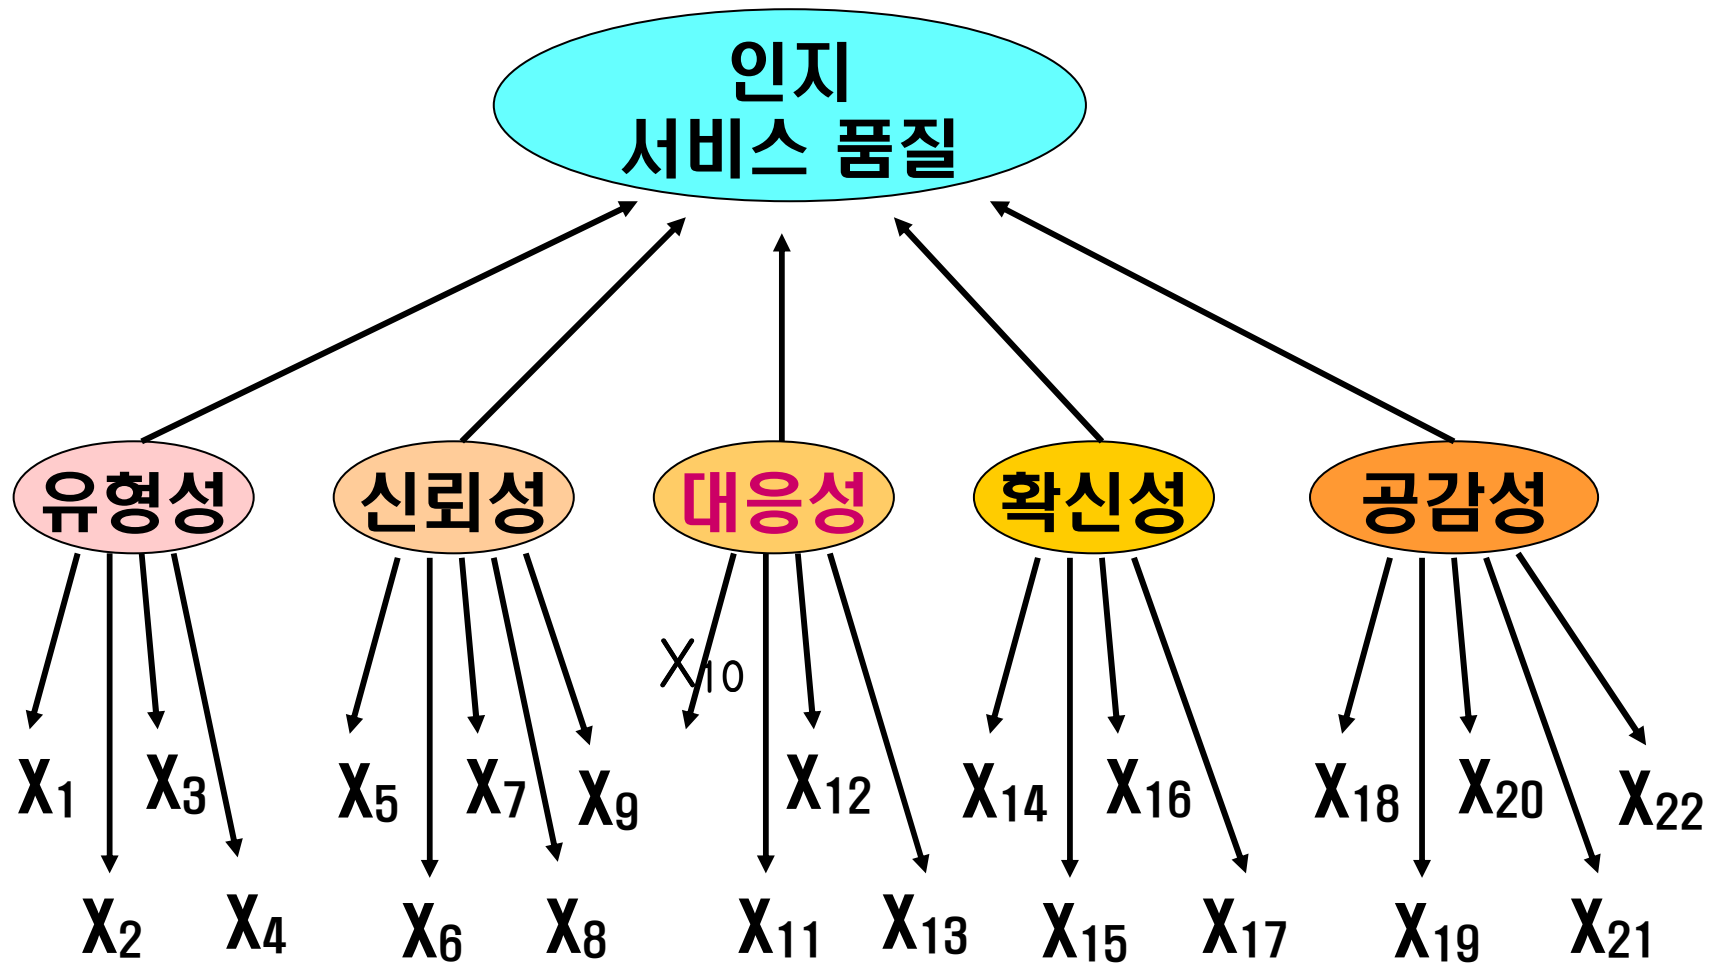 인지
서비스 품질
유형성 신뢰성 대응성 확신성 공감성
X10
X1 X3 X5 X7 X9 X12 X14 X16 X18 X20 X22
X2 X4 X6 X8 X11 X13 X15 X17 X19 X21